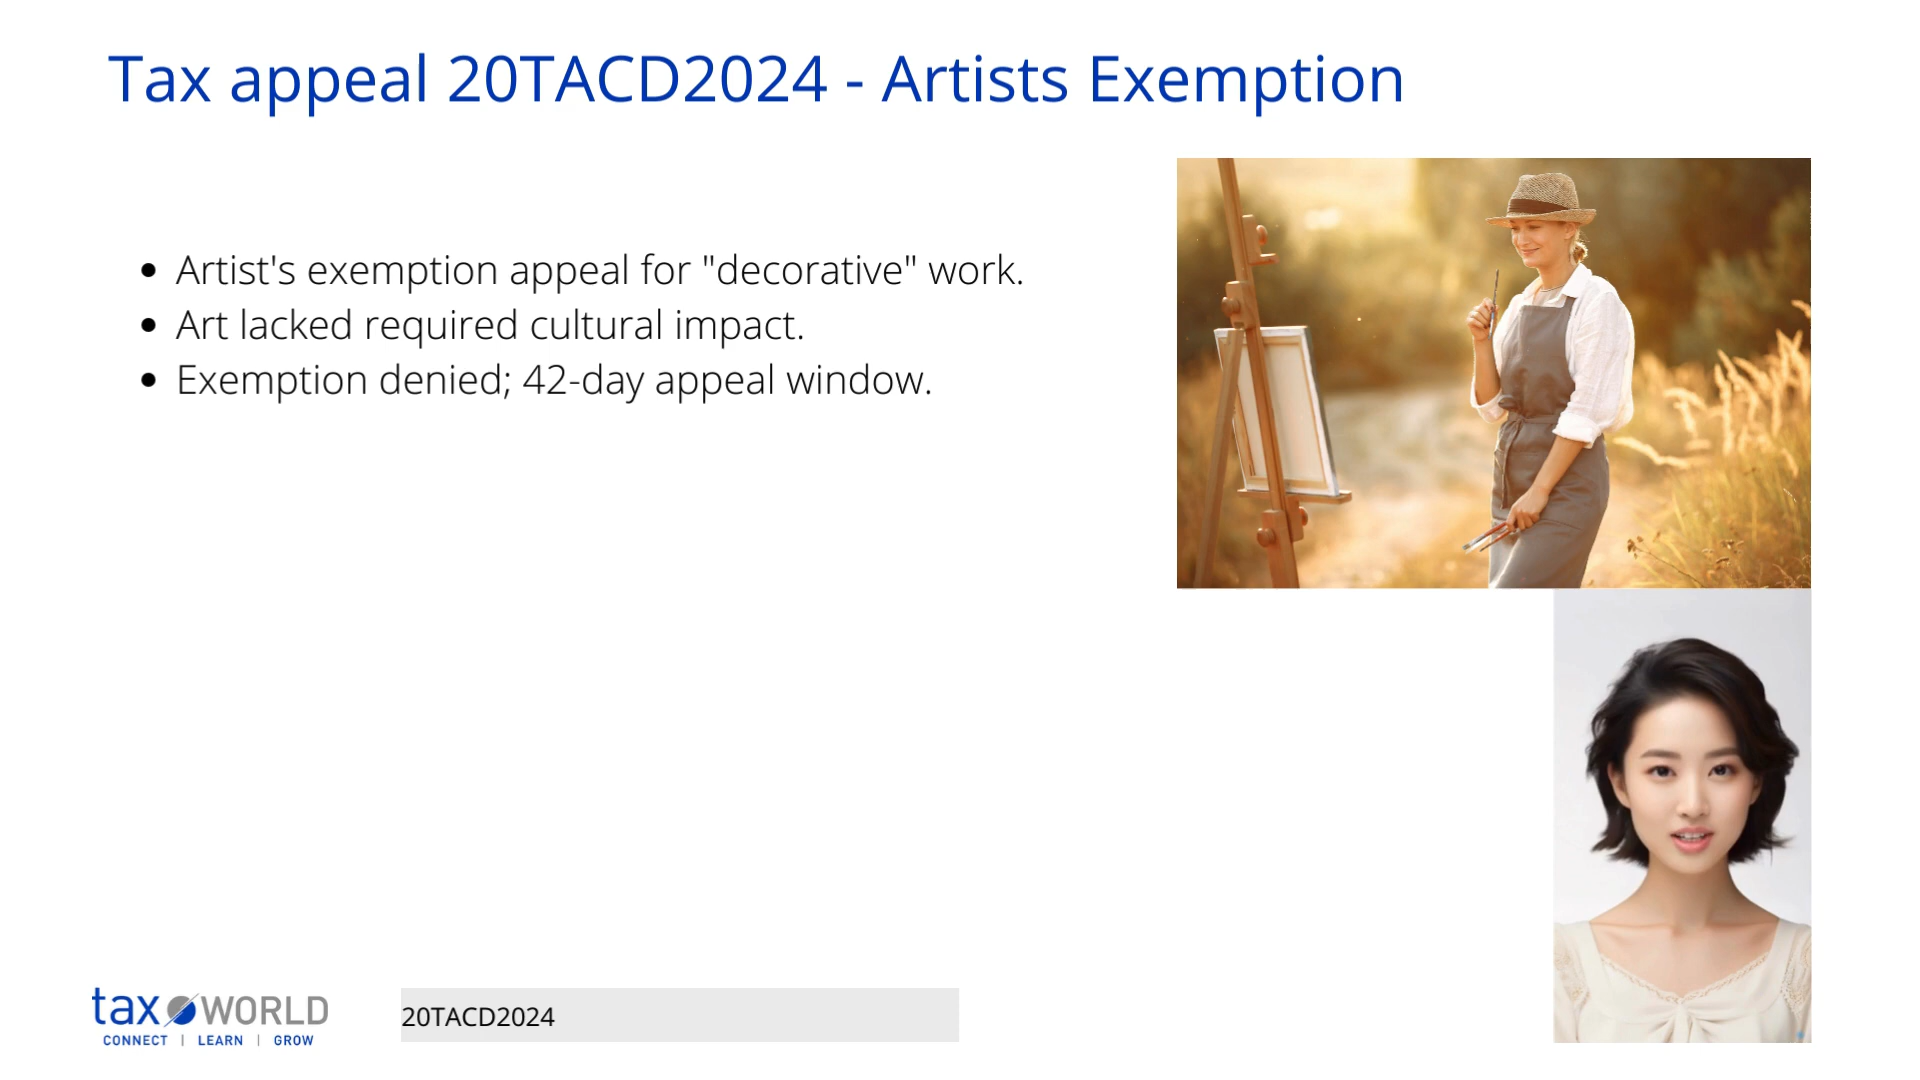 Tax appeal 20TACD2024 - Artists Exemption
• Artist's exemption appeal for "decorative" work.
• Art lacked required cultural impact.
• Exemption denied; 42-day appeal window.
tax WORLD
CONNECT | LEARN | GROW
20TACD2024